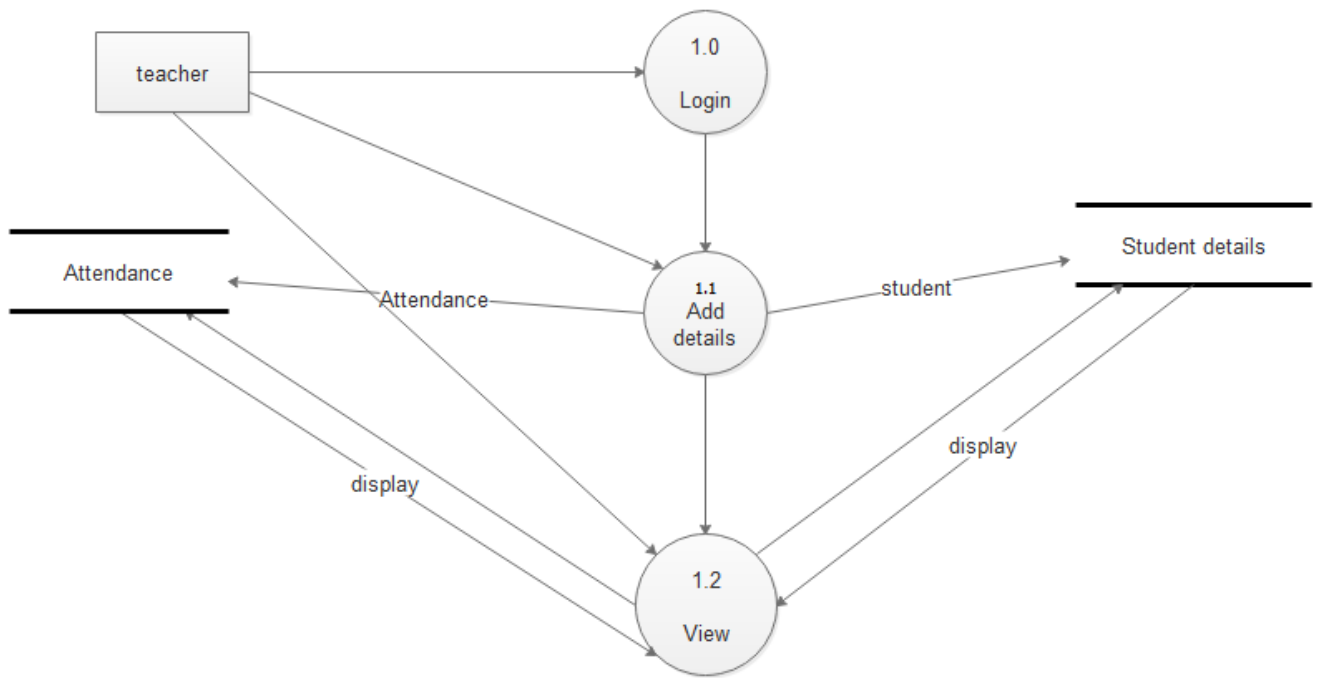 1.0
teacher
Login
Student details
Attendance
1.1
student
Attendance
Add
details
display
display
1.2
View